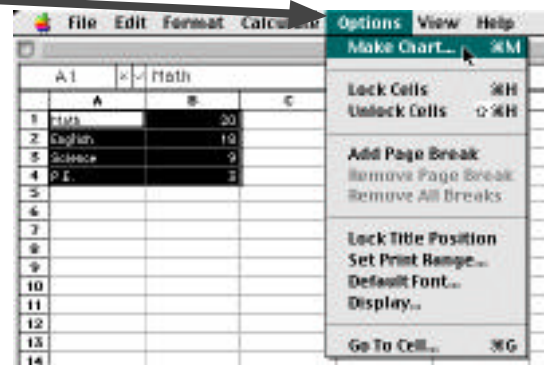 File Edit Format Calculate Options View Help
Make Chart... ⌘M
A1 × ✓ Math
Lock Cells ⌘H
Unlock Cells ⇧⌘H
A B C
1 Math 20
2 English 18
3 Science 9
4 P.E. 3
5
6
7
8
9
10
11
12
13
14
Add Page Break
Remove Page Break
Remove All Breaks
Lock Title Position
Set Print Range...
Default Font...
Display...
Go To Cell... ⌘G